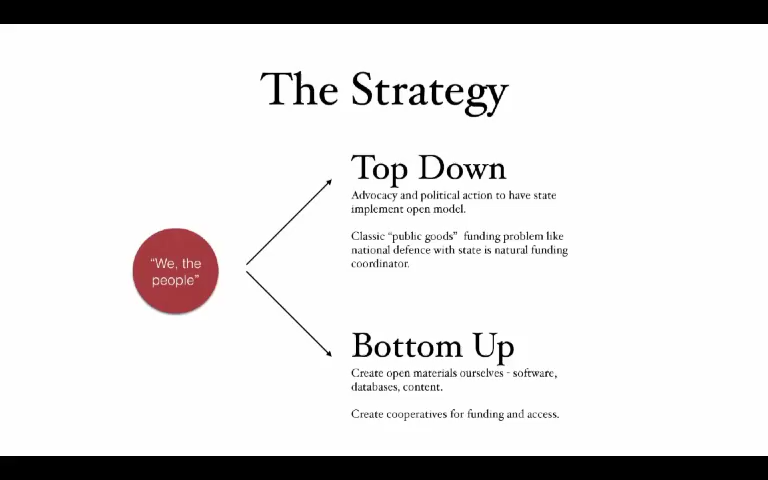 The Strategy
Top Down
Advocacy and political action to have state
implement open model.
Classic “public goods”  funding problem like
national defence with state is natural funding
coordinator.
“We, the
people”
Bottom Up
Create open materials ourselves - software,
databases, content.
Create cooperatives for funding and access.